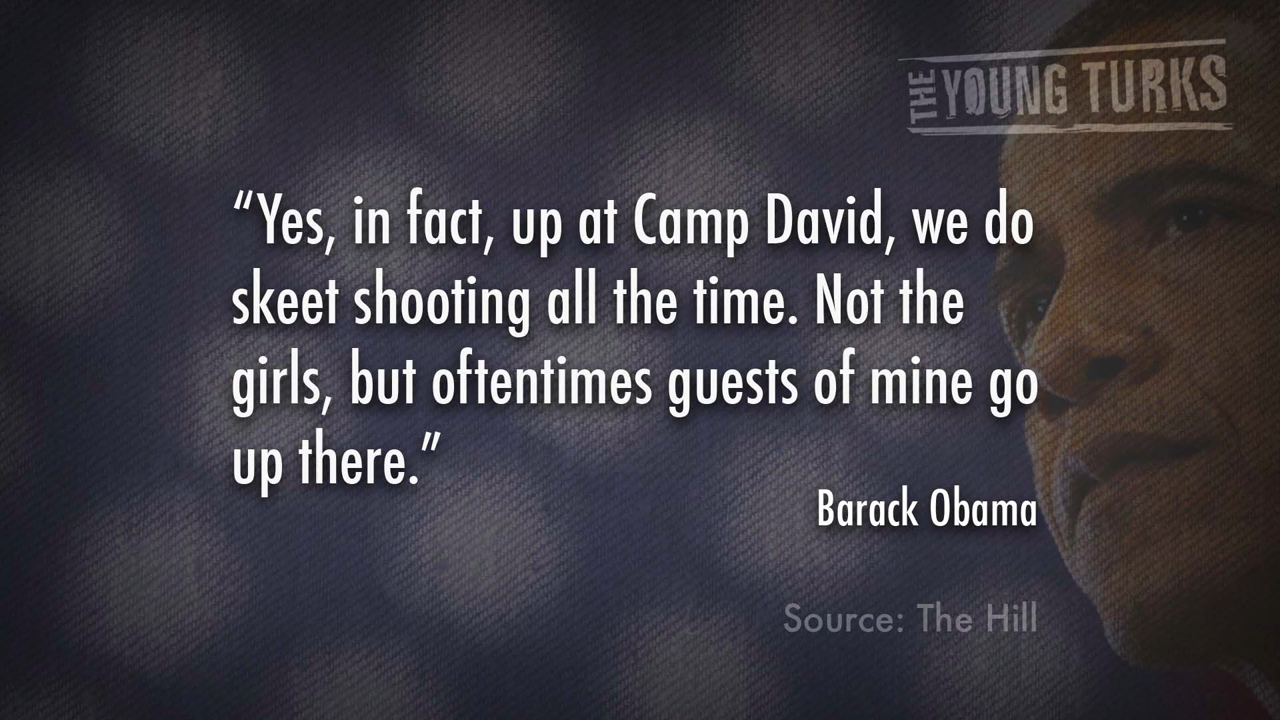 THE YOUNG TURKS
“Yes, in fact, up at Camp David, we do
skeet shooting all the time. Not the
girls, but oftentimes guests of mine go
up there.”
Barack Obama
Source: The Hill